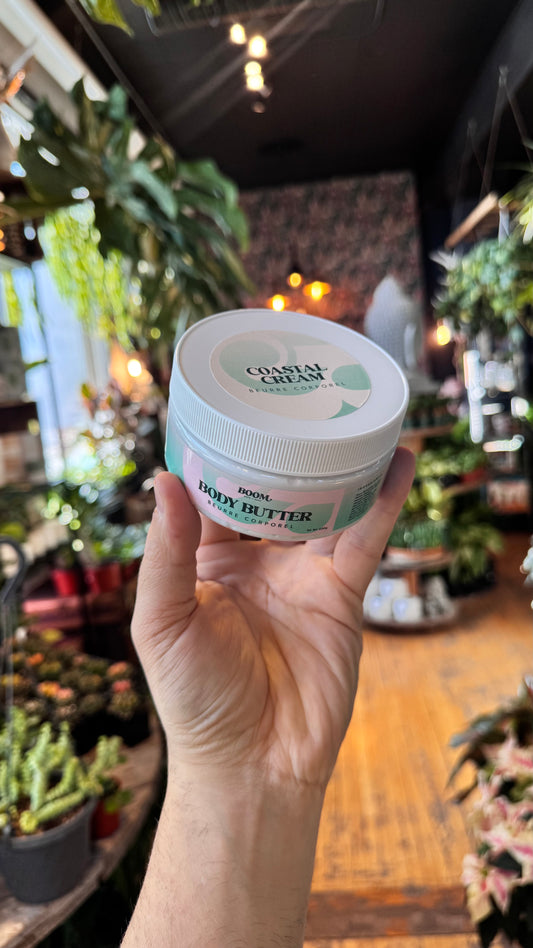 COASTAL
CREAM
BEURRE CORPOREL
BOOM.
BODY BUTTER
BEURRE CORPOREL